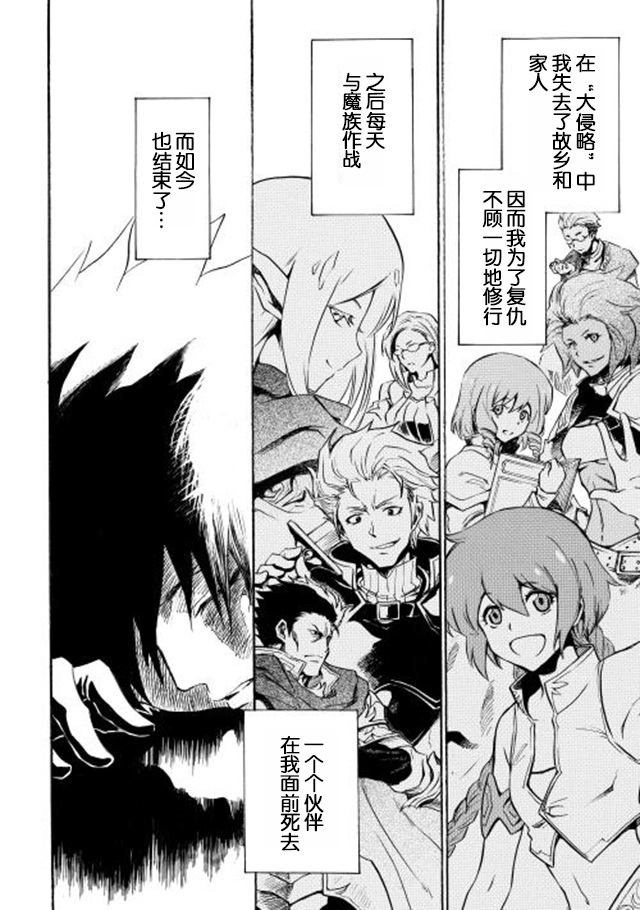 在“大侵略”中
我失去了故乡和
家人
因而我为了复仇
不顾一切地修行
之后每天
与魔族作战
一个个伙伴
在我面前死去
而如今
也结束了…